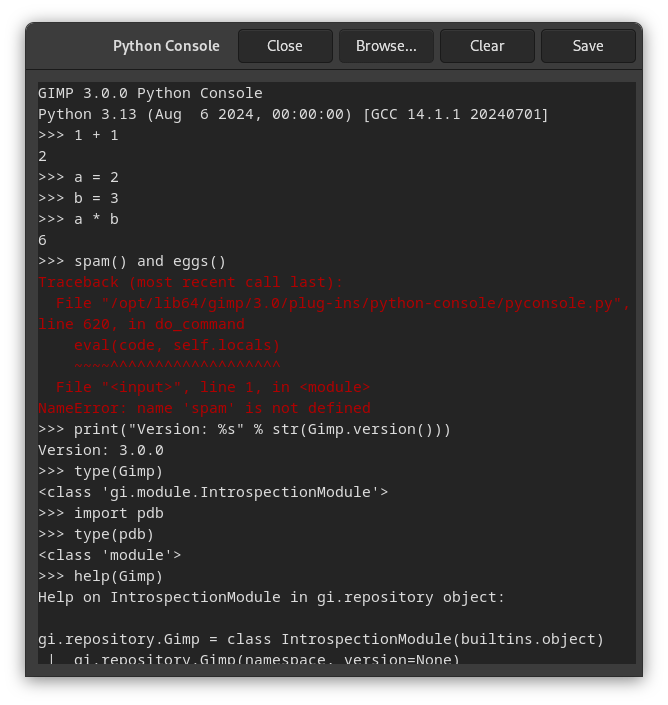 Python Console Close Browse... Clear Save
GIMP 3.0.0 Python Console
Python 3.13 (Aug  6 2024, 00:00:00) [GCC 14.1.1 20240701]
>>> 1 + 1
2
>>> a = 2
>>> b = 3
>>> a * b
6
>>> spam() and eggs()
Traceback (most recent call last):
  File "/opt/lib64/gimp/3.0/plug-ins/python-console/pyconsole.py",
line 620, in do_command
    eval(code, self.locals)
    ~~~~^^^^^^^^^^^^^^^^^^^
  File "<input>", line 1, in <module>
NameError: name 'spam' is not defined
>>> print("Version: %s" % str(Gimp.version()))
Version: 3.0.0
>>> type(Gimp)
<class 'gi.module.IntrospectionModule'>
>>> import pdb
>>> type(pdb)
<class 'module'>
>>> help(Gimp)
Help on IntrospectionModule in gi.repository object:

gi.repository.Gimp = class IntrospectionModule(builtins.object)
 |  gi.repository.Gimp(namespace, version=None)